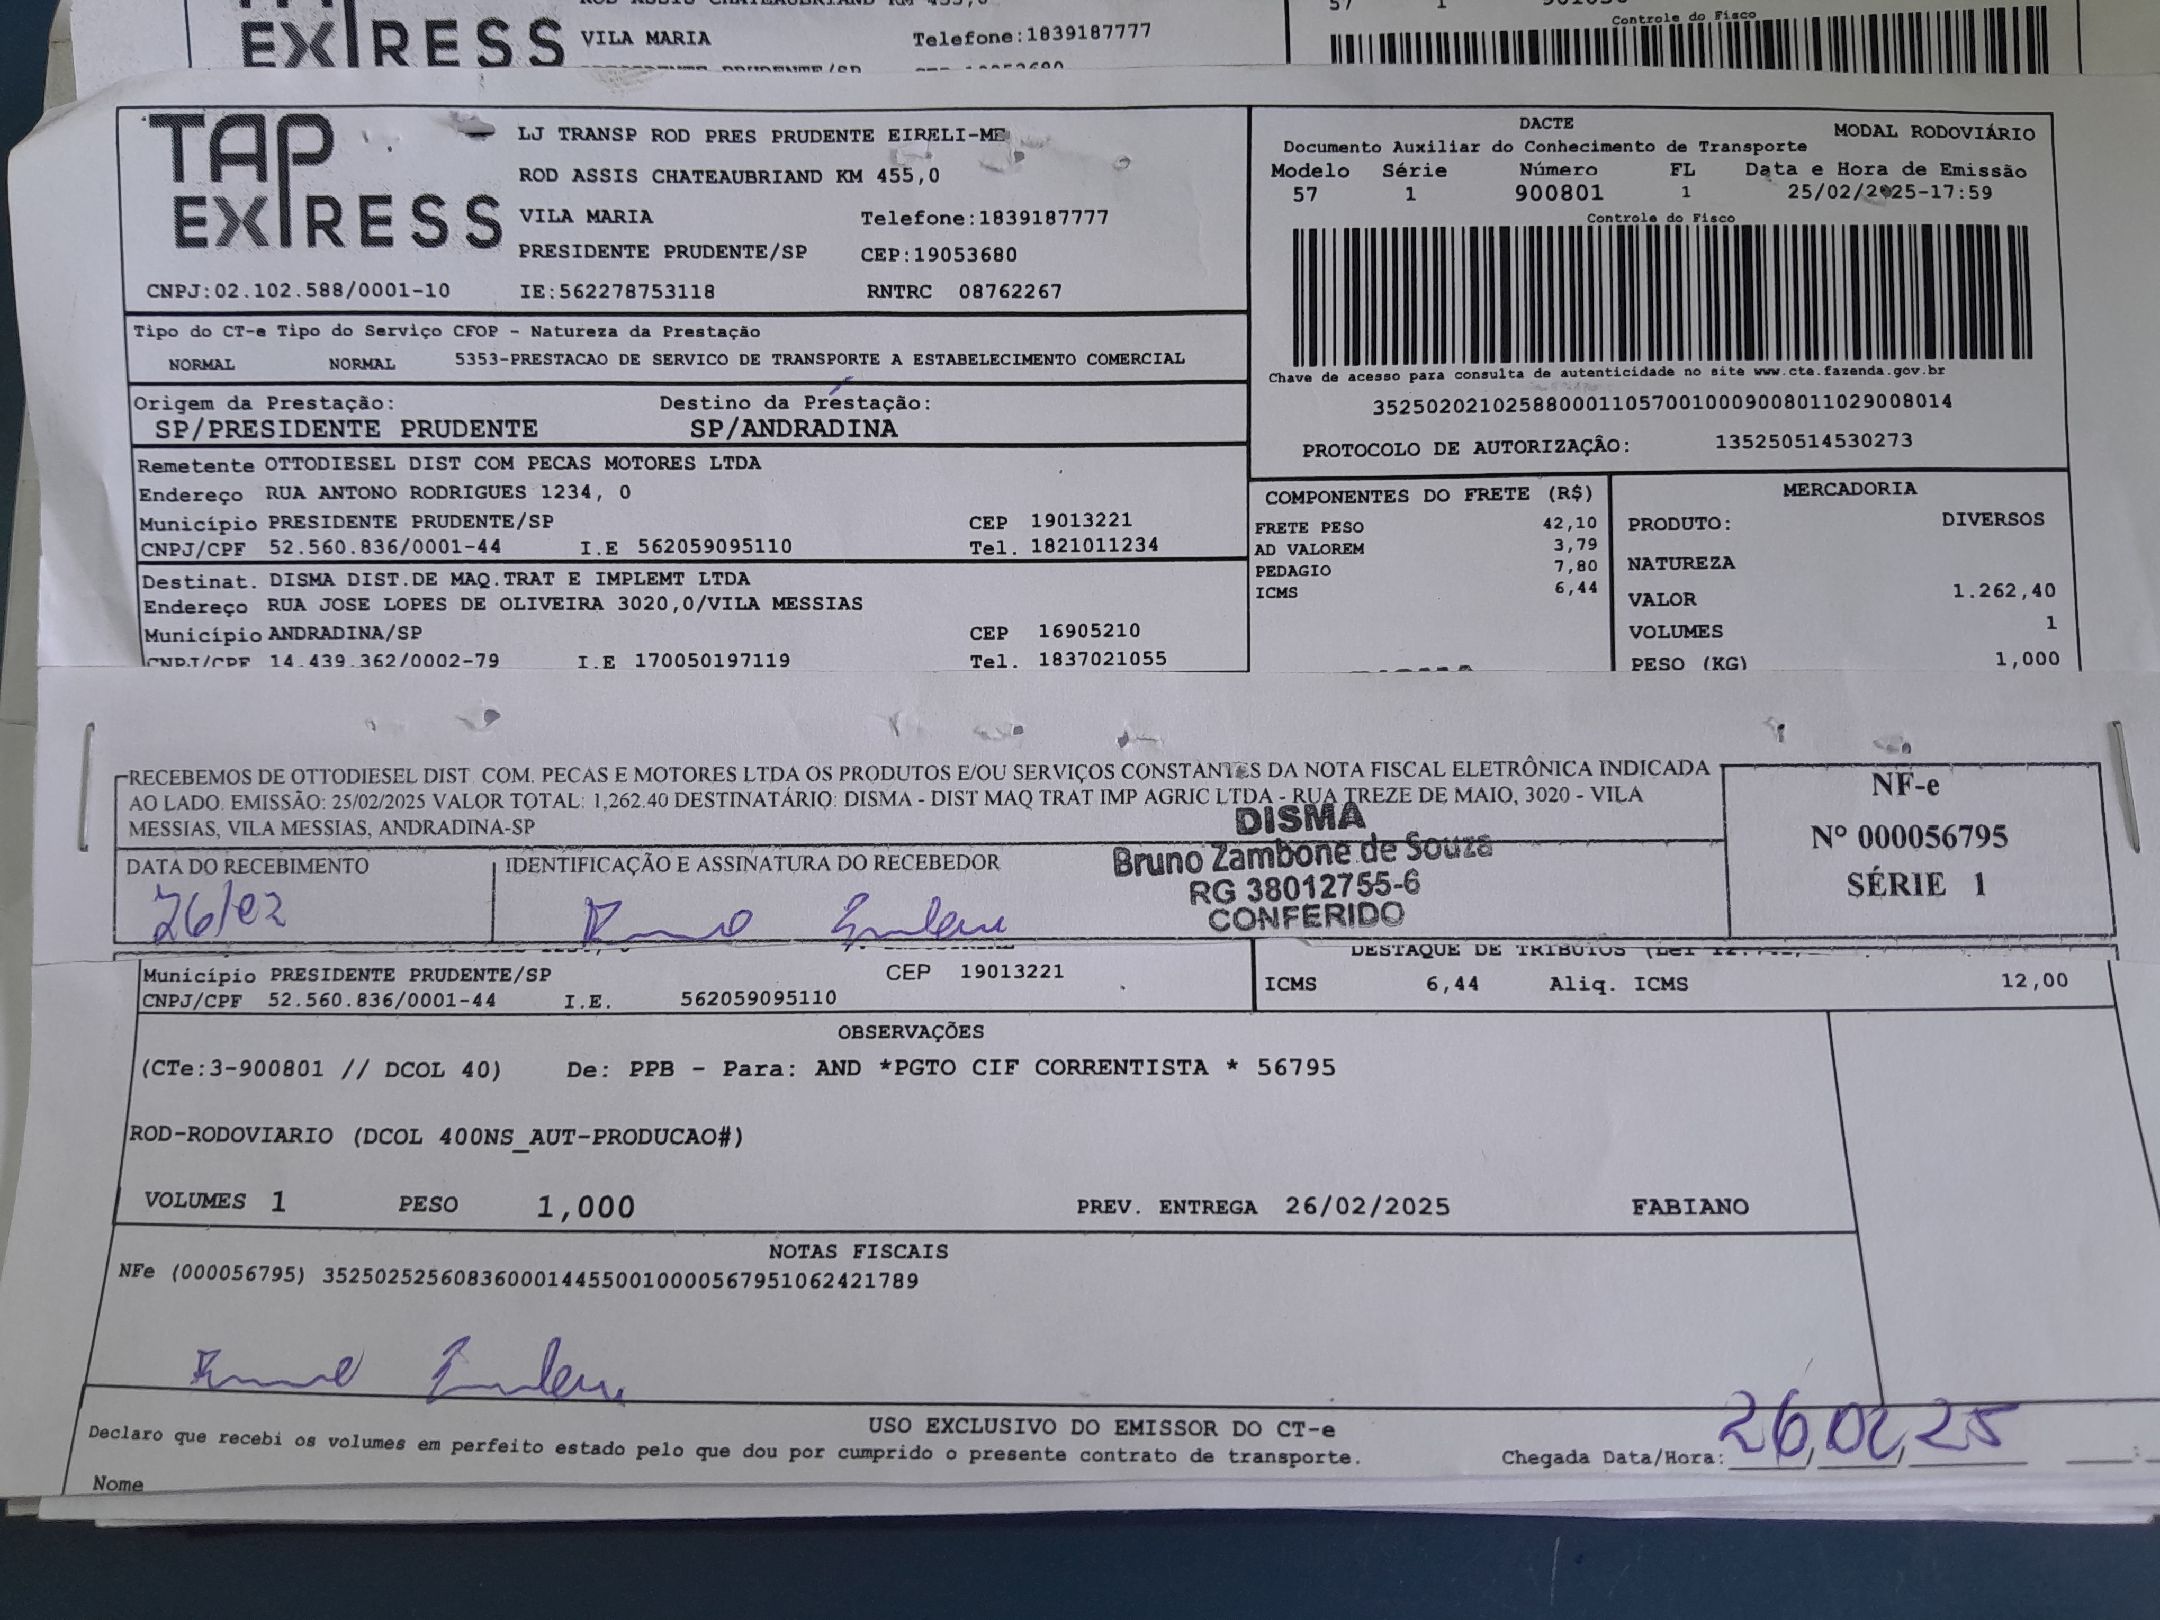 EXPRESS
VILA MARIA Telefone:1839187777
Controle do Fisco
TAP EXPRESS
LJ TRANSP ROD PRES PRUDENTE EIRELI-ME
ROD ASSIS CHATEAUBRIAND KM 455,0
VILA MARIA Telefone:1839187777
PRESIDENTE PRUDENTE/SP CEP:19053680
CNPJ:02.102.588/0001-10 IE:562278753118 RNTRC 08762267
DACTE MODAL RODOVIÁRIO
Documento Auxiliar do Conhecimento de Transporte
Modelo Série Número FL Data e Hora de Emissão
57 1 900801 1 25/02/2025-17:59
Controle do Fisco
Chave de acesso para consulta de autenticidade no site www.cte.fazenda.gov.br
35250202102588000110570010009008011029008014
PROTOCOLO DE AUTORIZAÇÃO: 135250514530273
Tipo do CT-e Tipo do Serviço CFOP - Natureza da Prestação
NORMAL NORMAL 5353-PRESTACAO DE SERVICO DE TRANSPORTE A ESTABELECIMENTO COMERCIAL
Origem da Prestação: Destino da Prestação:
SP/PRESIDENTE PRUDENTE SP/ANDRADINA
Remetente OTTODIESEL DIST COM PECAS MOTORES LTDA
Endereço RUA ANTONO RODRIGUES 1234, 0
Município PRESIDENTE PRUDENTE/SP CEP 19013221
CNPJ/CPF 52.560.836/0001-44 I.E 562059095110 Tel. 1821011234
Destinat. DISMA DIST.DE MAQ.TRAT E IMPLEMT LTDA
Endereço RUA JOSE LOPES DE OLIVEIRA 3020,0/VILA MESSIAS
Município ANDRADINA/SP CEP 16905210
CNPJ/CPF 14.439.362/0002-79 I.E 170050197119 Tel. 1837021055
COMPONENTES DO FRETE (R$)
FRETE PESO 42,10
AD VALOREM 3,79
PEDAGIO 7,80
ICMS 6,44
MERCADORIA
PRODUTO: DIVERSOS
NATUREZA
VALOR 1.262,40
VOLUMES 1
PESO (KG) 1,000
RECEBEMOS DE OTTODIESEL DIST. COM. PECAS E MOTORES LTDA OS PRODUTOS E/OU SERVIÇOS CONSTANTES DA NOTA FISCAL ELETRÔNICA INDICADA
AO LADO. EMISSÃO: 25/02/2025 VALOR TOTAL: 1,262.40 DESTINATÁRIO: DISMA - DIST MAQ TRAT IMP AGRIC LTDA - RUA TREZE DE MAIO, 3020 - VILA
MESSIAS, VILA MESSIAS, ANDRADINA-SP
NF-e
Nº 000056795
SÉRIE 1
DATA DO RECEBIMENTO IDENTIFICAÇÃO E ASSINATURA DO RECEBEDOR
26/02
DISMA
Bruno Zambone de Souza
RG 38012755-6
CONFERIDO
DESTAQUE DE TRIBUTOS
Município PRESIDENTE PRUDENTE/SP CEP 19013221
CNPJ/CPF 52.560.836/0001-44 I.E. 562059095110
ICMS 6,44 Aliq. ICMS 12,00
OBSERVAÇÕES
(CTe:3-900801 // DCOL 40) De: PPB - Para: AND *PGTO CIF CORRENTISTA * 56795
ROD-RODOVIARIO (DCOL 400NS_AUT-PRODUCAO#)
VOLUMES 1 PESO 1,000 PREV. ENTREGA 26/02/2025 FABIANO
NOTAS FISCAIS
NFe (000056795) 35250252560836000144550010000567951062421789
USO EXCLUSIVO DO EMISSOR DO CT-e
Declaro que recebi os volumes em perfeito estado pelo que dou por cumprido o presente contrato de transporte.
Chegada Data/Hora: 26/02/25
Nome